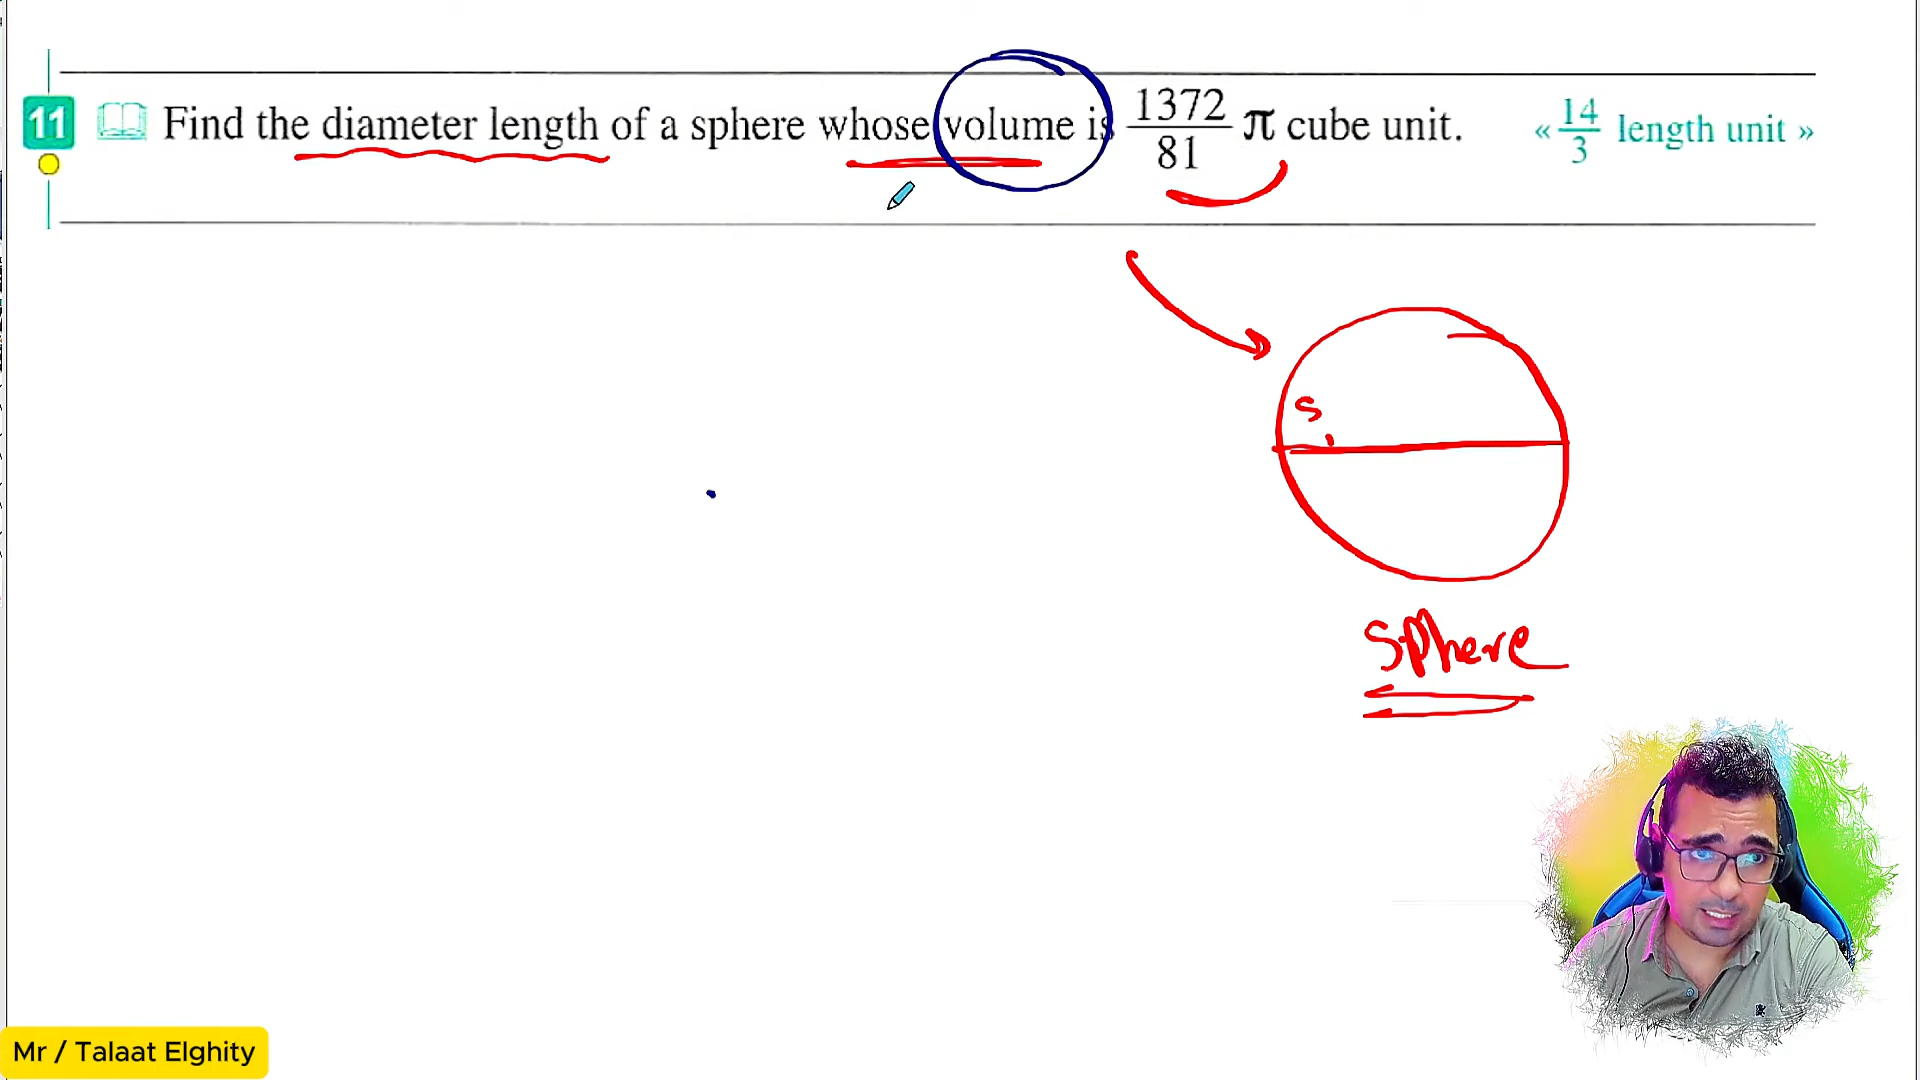 11 Find the diameter length of a sphere whose volume is 1372/81 π cube unit. « 14/3 length unit »
S
sphere
Mr / Talaat Elghity